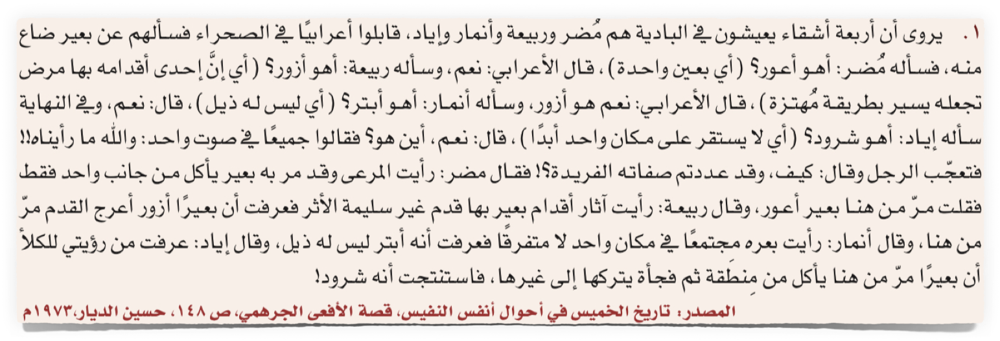 ١. يروى أن أربعة أشقاء يعيشون في البادية هم مُضر وربيعة وأنمار وإياد، قابلوا أعرابيًا في الصحراء فسألهم عن بعير ضاع
منه، فسأله مُضر: أهو أعور؟ (أي بعين واحدة)، قال الأعرابي: نعم، وسأله ربيعة: أهو أزور؟ (أي إنَّ إحدى أقدامه بها مرض
تجعله يسير بطريقة مُهتزة)، قال الأعرابي: نعم هو أزور، وسأله أنمار: أهو أبتر؟ (أي ليس له ذيل)، قال: نعم، وفي النهاية
سأله إياد: أهو شرود؟ (أي لا يستقر على مكان واحد أبدًا)، قال: نعم، أين هو؟ فقالوا جميعًا في صوت واحد: والله ما رأيناه!!
فتعجّب الرجل وقال: كيف، وقد عددتم صفاته الفريدة؟! فقال مضر: رأيت المرعى وقد مر به بعير يأكل من جانب واحد فقط
فقلت مرّ من هنا بعير أعور، وقال ربيعة: رأيت آثار أقدام بعير بها قدم غير سليمة الأثر فعرفت أن بعيرًا أزور أعرج القدم مرّ
من هنا، وقال أنمار: رأيت بعره مجتمعًا في مكان واحد لا متفرقًا فعرفت أنه أبتر ليس له ذيل، وقال إياد: عرفت من رؤيتي للكلأ
أن بعيرًا مرّ من هنا يأكل من مِنطَقة ثم فجأة يتركها إلى غيرها، فاستنتجت أنه شرود!
المصدر: تاريخ الخميس في أحوال أنفس النفيس، قصة الأفعى الجرهمي، ص ١٤٨، حسين الديار،١٩٧٣م